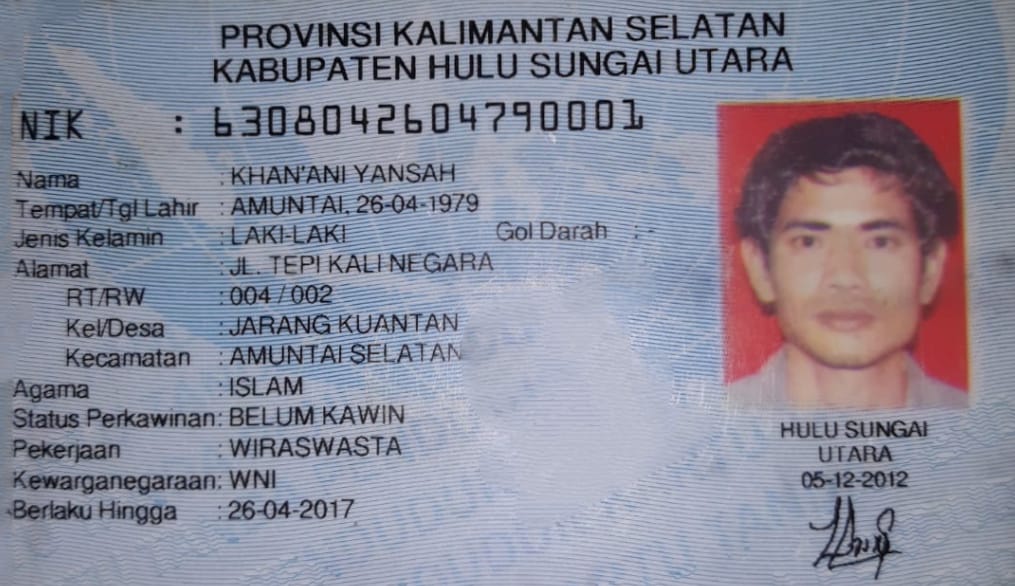 PROVINSI KALIMANTAN SELATAN
KABUPATEN HULU SUNGAI UTARA
NIK : 6308042604790001
Nama : KHAN'ANI YANSAH
Tempat/Tgl Lahir : AMUNTAI, 26-04-1979
Jenis Kelamin : LAKI-LAKI Gol Darah : -
Alamat : JL. TEPI KALI NEGARA
RT/RW : 004 / 002
Kel/Desa : JARANG KUANTAN
Kecamatan : AMUNTAI SELATAN
Agama : ISLAM
Status Perkawinan: BELUM KAWIN
Pekerjaan : WIRASWASTA
Kewarganegaraan: WNI
Berlaku Hingga : 26-04-2017
HULU SUNGAI
UTARA
05-12-2012